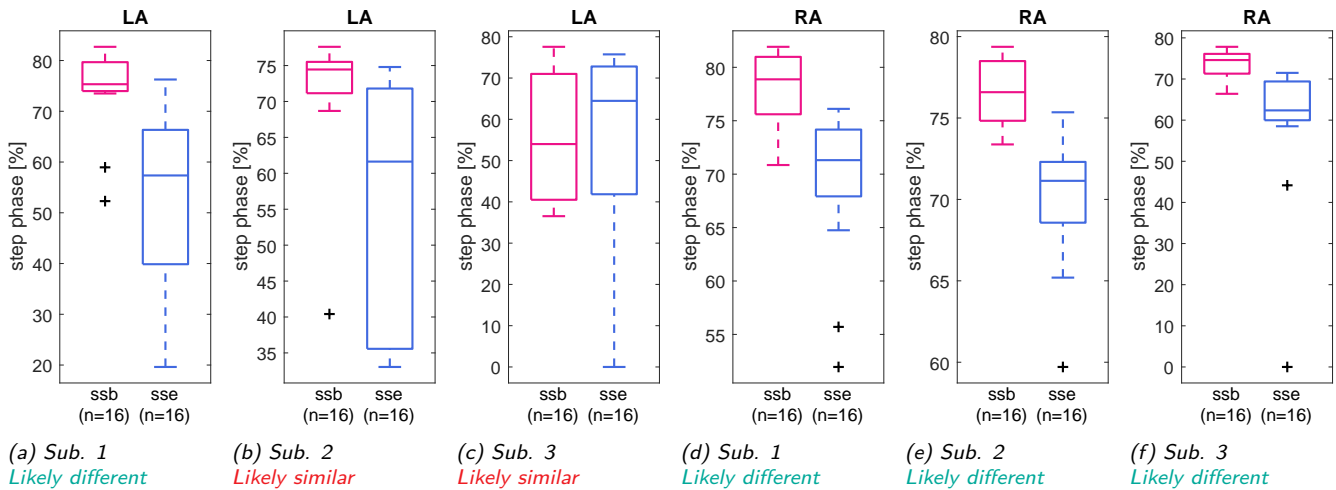 LA
80
70
60
50
40
30
20
step phase [%]
ssb
(n=16)
sse
(n=16)
(a) Sub. 1
Likely different
LA
75
70
65
60
55
50
45
40
35
step phase [%]
ssb
(n=16)
sse
(n=16)
(b) Sub. 2
Likely similar
LA
80
70
60
50
40
30
20
10
0
step phase [%]
ssb
(n=16)
sse
(n=16)
(c) Sub. 3
Likely similar
RA
80
75
70
65
60
55
step phase [%]
ssb
(n=16)
sse
(n=16)
(d) Sub. 1
Likely different
RA
80
75
70
65
60
step phase [%]
ssb
(n=16)
sse
(n=16)
(e) Sub. 2
Likely different
RA
80
70
60
50
40
30
20
10
0
step phase [%]
ssb
(n=16)
sse
(n=16)
(f) Sub. 3
Likely different